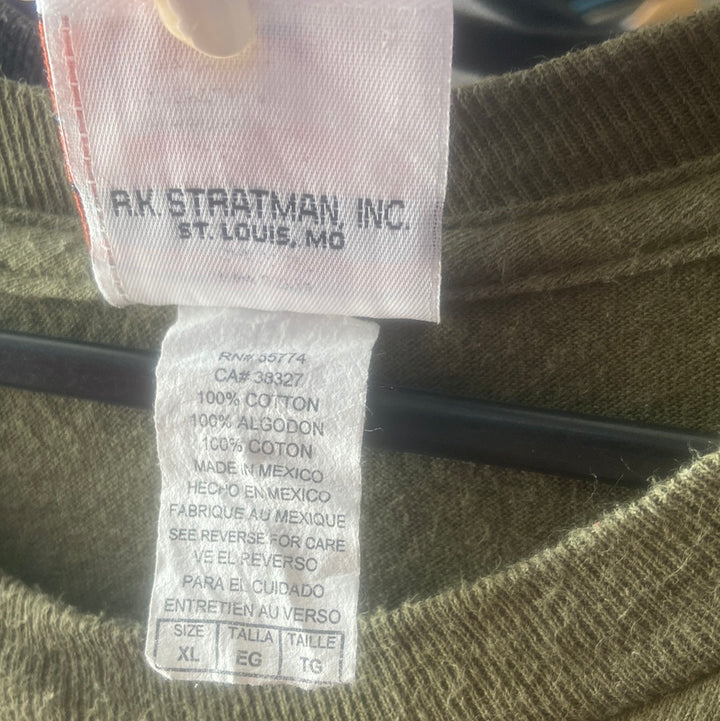 R.K. STRATMAN, INC.
ST. LOUIS, MO
RN# 55774
CA# 38327
100% COTTON
100% ALGODON
100% COTON
MADE IN MEXICO
HECHO EN MEXICO
FABRIQUE AU MEXIQUE
SEE REVERSE FOR CARE
VE EL REVERSO
PARA EL CUIDADO
ENTRETIEN AU VERSO
SIZE TALLA TAILLE
XL EG TG